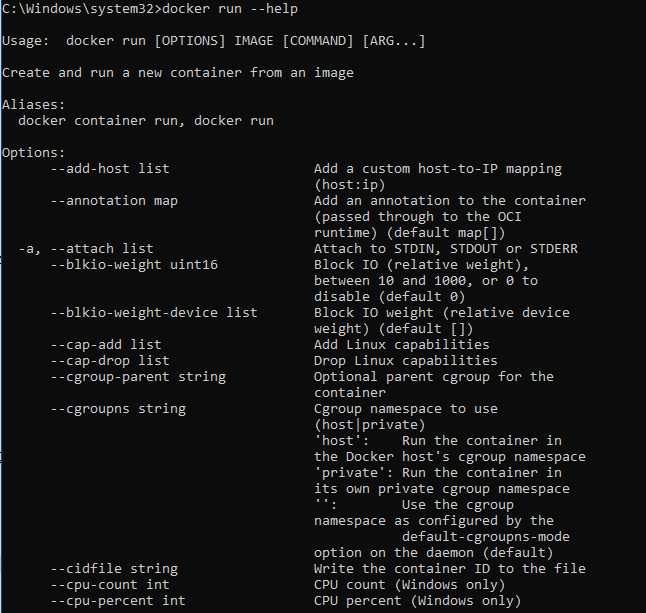 C:\Windows\system32>docker run --help
Usage:  docker run [OPTIONS] IMAGE [COMMAND] [ARG...]
Create and run a new container from an image
Aliases:
  docker container run, docker run
Options:
      --add-host list                  Add a custom host-to-IP mapping
                                       (host:ip)
      --annotation map                 Add an annotation to the container
                                       (passed through to the OCI
                                       runtime) (default map[])
  -a, --attach list                    Attach to STDIN, STDOUT or STDERR
      --blkio-weight uint16            Block IO (relative weight),
                                       between 10 and 1000, or 0 to
                                       disable (default 0)
      --blkio-weight-device list       Block IO weight (relative device
                                       weight) (default [])
      --cap-add list                   Add Linux capabilities
      --cap-drop list                  Drop Linux capabilities
      --cgroup-parent string           Optional parent cgroup for the
                                       container
      --cgroupns string                Cgroup namespace to use
                                       (host|private)
                                       'host':    Run the container in
                                       the Docker host's cgroup namespace
                                       'private': Run the container in
                                       its own private cgroup namespace
                                       '':        Use the cgroup
                                       namespace as configured by the
                                                  default-cgroupns-mode
                                       option on the daemon (default)
      --cidfile string                 Write the container ID to the file
      --cpu-count int                  CPU count (Windows only)
      --cpu-percent int                CPU percent (Windows only)